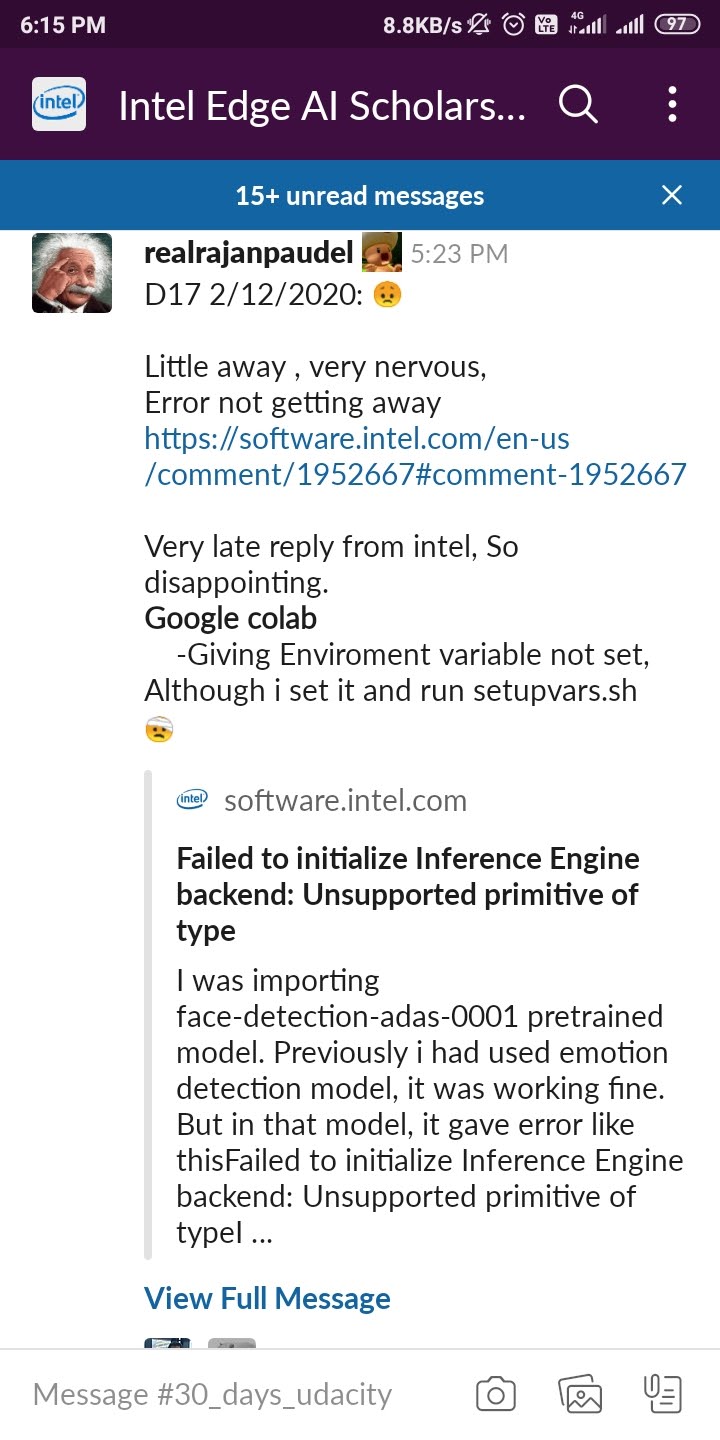 6:15 PM
8.8KB/s
Vo
LTE
4G
97
intel
Intel Edge AI Scholars...
15+ unread messages
realrajanpaudel 5:23 PM
D17 2/12/2020: 😟
Little away , very nervous,
Error not getting away
https://software.intel.com/en-us
/comment/1952667#comment-1952667
Very late reply from intel, So
disappointing.
Google colab
-Giving Enviroment variable not set,
Although i set it and run setupvars.sh
🤕
intel
software.intel.com
Failed to initialize Inference Engine
backend: Unsupported primitive of
type
I was importing
face-detection-adas-0001 pretrained
model. Previously i had used emotion
detection model, it was working fine.
But in that model, it gave error like
thisFailed to initialize Inference Engine
backend: Unsupported primitive of
typeI ...
View Full Message
Message #30_days_udacity